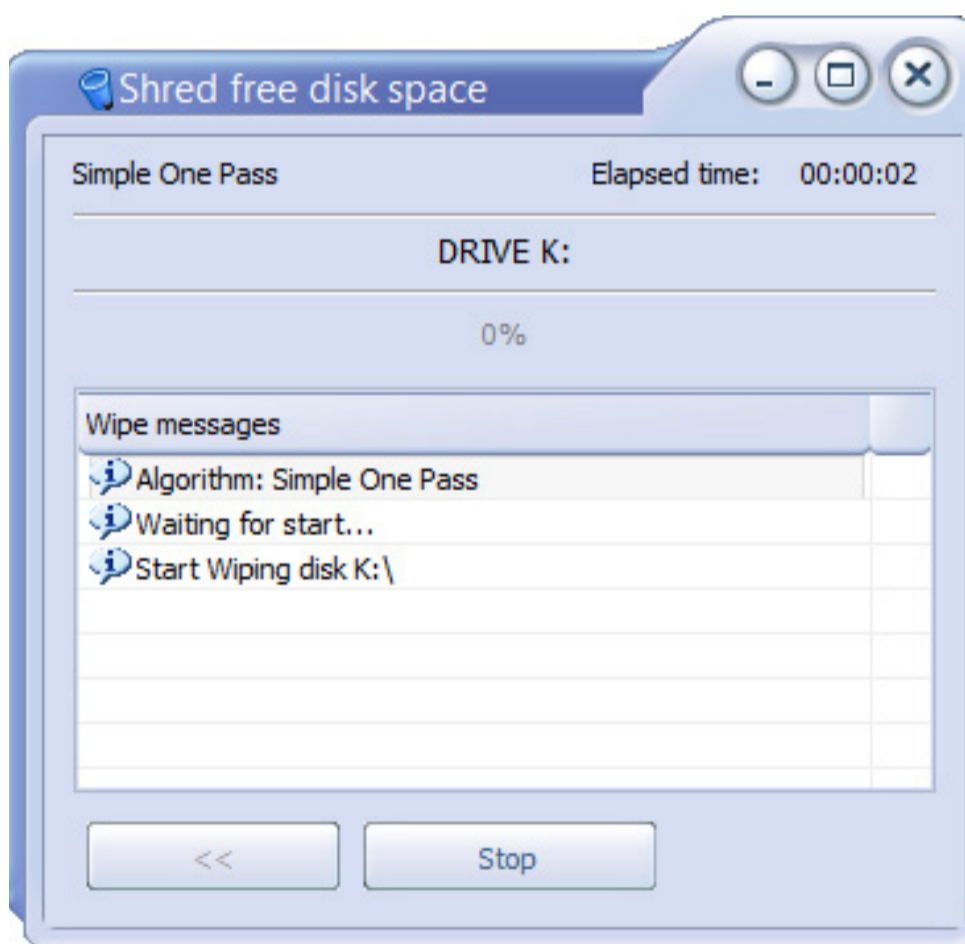 Shred free disk space
Simple One Pass Elapsed time: 00:00:02
DRIVE K:
0%
Wipe messages
Algorithm: Simple One Pass
Waiting for start...
Start Wiping disk K:\
<< Stop